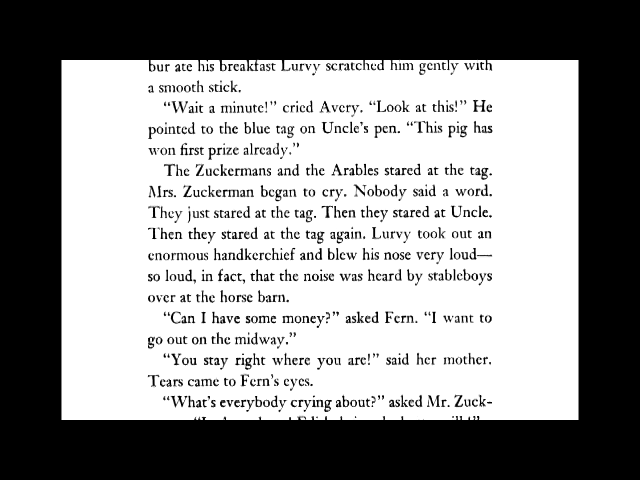 bur ate his breakfast Lurvy scratched him gently with
a smooth stick.
"Wait a minute!" cried Avery. "Look at this!" He
pointed to the blue tag on Uncle's pen. "This pig has
won first prize already."
The Zuckermans and the Arables stared at the tag.
Mrs. Zuckerman began to cry. Nobody said a word.
They just stared at the tag. Then they stared at Uncle.
Then they stared at the tag again. Lurvy took out an
enormous handkerchief and blew his nose very loud—
so loud, in fact, that the noise was heard by stableboys
over at the horse barn.
"Can I have some money?" asked Fern. "I want to
go out on the midway."
"You stay right where you are!" said her mother.
Tears came to Fern's eyes.
"What's everybody crying about?" asked Mr. Zuck-